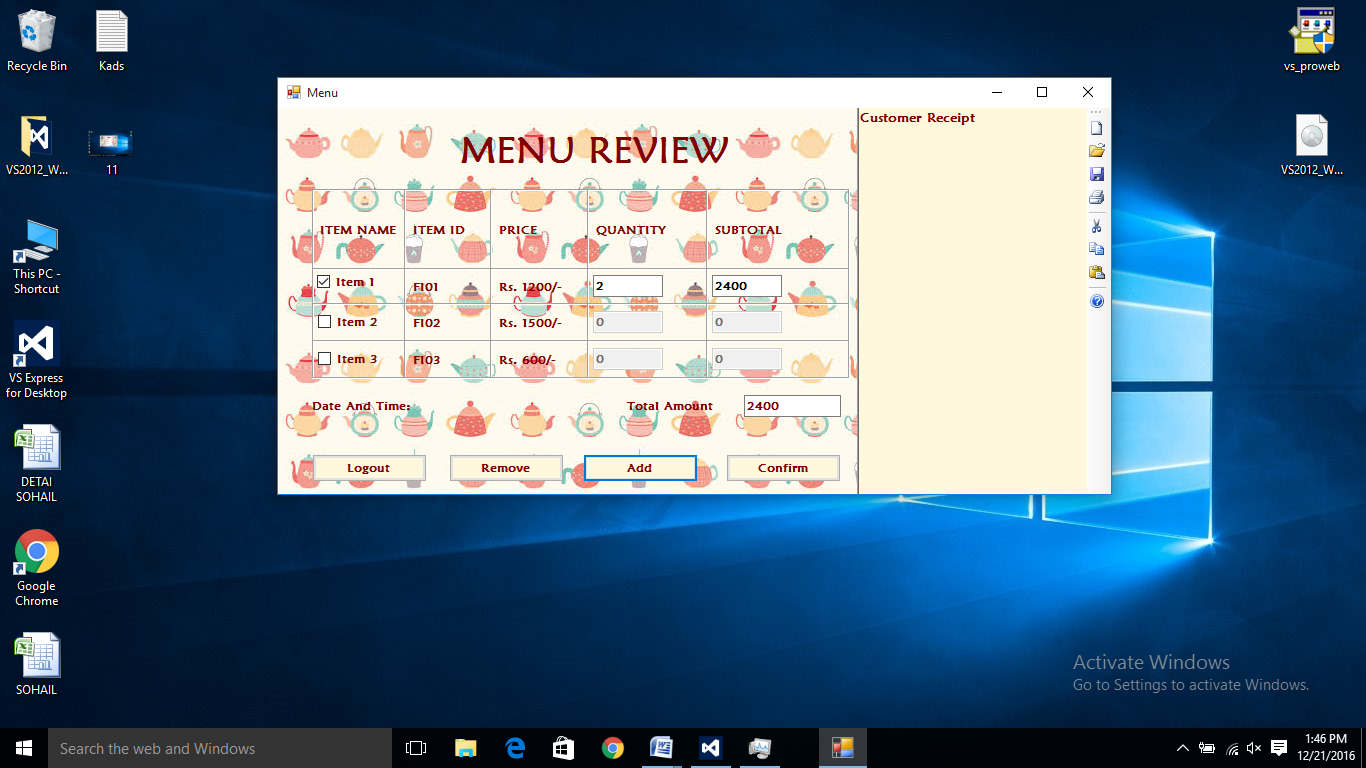 Recycle Bin
Kads
vs_proweb
VS2012_W...
11
VS2012_W...
This PC -
Shortcut
VS Express
for Desktop
DETAI
SOHAIL
Google
Chrome
SOHAIL
Menu
MENU REVIEW
ITEM NAME ITEM ID PRICE QUANTITY SUBTOTAL
Item 1 FI01 Rs. 1200/- 2 2400
Item 2 FI02 Rs. 1500/- 0 0
Item 3 FI03 Rs. 600/- 0 0
Date And Time: Total Amount 2400
Logout Remove Add Confirm
Customer Receipt
Activate Windows
Go to Settings to activate Windows.
Search the web and Windows
1:46 PM
12/21/2016